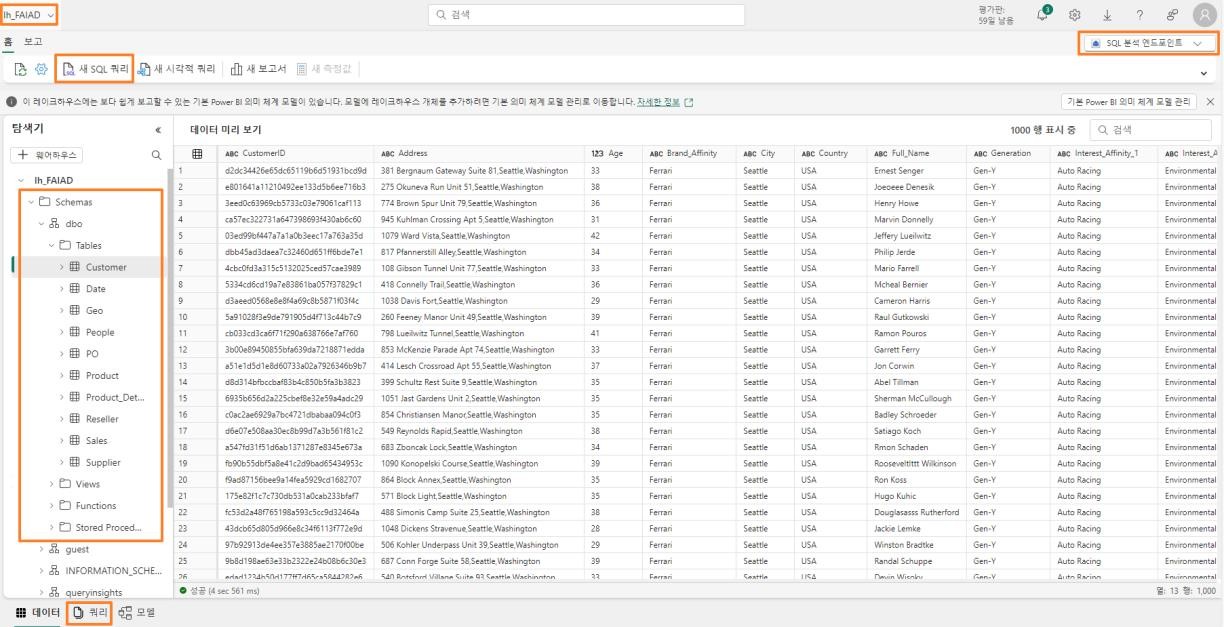 lh_FAIAD
검색
평가판:
59일 남음
3
홈 보고
SQL 분석 엔드포인트
새 SQL 쿼리 새 시각적 쿼리 새 보고서 새 측정값
이 레이크하우스에는 보다 쉽게 보고할 수 있는 기본 Power BI 의미 체계 모델이 있습니다. 모델에 레이크하우스 개체를 추가하려면 기본 의미 체계 모델 관리로 이동합니다. 자세한 정보
기본 Power BI 의미 체계 모델 관리
탐색기
데이터 미리 보기
1000 행 표시 중
검색
웨어하우스
lh_FAIAD
Schemas
dbo
Tables
Customer
Date
Geo
People
PO
Product
Product_Det...
Reseller
Sales
Supplier
Views
Functions
Stored Proced...
guest
INFORMATION_SCHE...
queryinsights
ABC CustomerID ABC Address 123 Age ABC Brand_Affinity ABC City ABC Country ABC Full_Name ABC Generation ABC Interest_Affinity_1 ABC Interest_A
1 d2dc34426e65dc65119b6d51931bcd9d 381 Bergnaum Gateway Suite 81,Seattle,Washington 33 Ferrari Seattle USA Ernest Senger Gen-Y Auto Racing Environmental
2 e801641a11210492ee133d5b6ee716b3 275 Okuneva Run Unit 51,Seattle,Washington 38 Ferrari Seattle USA Joeoeee Denesik Gen-Y Auto Racing Environmental
3 3eed0c63969cb5733c03e79061caf113 774 Brown Spur Unit 79,Seattle,Washington 36 Ferrari Seattle USA Henry Howe Gen-Y Auto Racing Environmental
4 ca57ec322731a647398693f430ab6c60 945 Kuhlman Crossing Apt 5,Seattle,Washington 31 Ferrari Seattle USA Marvin Donnelly Gen-Y Auto Racing Environmental
5 03ed99bf447a7a1a0b3eec17a763a35d 1079 Ward Vista,Seattle,Washington 42 Ferrari Seattle USA Jeffery Lueilwitz Gen-Y Auto Racing Environmental
6 dbb45ad3daea7c32460d651ff6bde7e1 817 Pfannerstill Alley,Seattle,Washington 34 Ferrari Seattle USA Philip Jerde Gen-Y Auto Racing Environmental
7 4cbc0fd3a315c5132025ced57cae3989 108 Gibson Tunnel Unit 77,Seattle,Washington 33 Ferrari Seattle USA Mario Farrell Gen-Y Auto Racing Environmental
8 5334cd6cd19a7e83861ba057f37829c1 418 Connelly Trail,Seattle,Washington 36 Ferrari Seattle USA Mcheal Bernier Gen-Y Auto Racing Environmental
9 d3aeed0568e8e8f4a69c8b5871f03f4c 1038 Davis Fort,Seattle,Washington 29 Ferrari Seattle USA Cameron Harris Gen-Y Auto Racing Environmental
10 5a91028f3e9de791905d4f713c44b7c9 260 Feeney Manor Unit 49,Seattle,Washington 39 Ferrari Seattle USA Raul Gutkowski Gen-Y Auto Racing Environmental
11 cb033cd3ca6f71f290a638766e7af760 798 Lueilwitz Tunnel,Seattle,Washington 41 Ferrari Seattle USA Ramon Pouros Gen-Y Auto Racing Environmental
12 3b00e89450855bfa639da7218871edda 853 McKenzie Parade Apt 74,Seattle,Washington 33 Ferrari Seattle USA Garrett Ferry Gen-Y Auto Racing Environmental
13 a51e1d5d1e8d60733a02a7926346b9b7 414 Lesch Crossroad Apt 55,Seattle,Washington 37 Ferrari Seattle USA Jon Corwin Gen-Y Auto Racing Environmental
14 d8d314bfbccbaf83b4c850b5fa3b3823 399 Schultz Rest Suite 9,Seattle,Washington 35 Ferrari Seattle USA Abel Tillman Gen-Y Auto Racing Environmental
15 6935b656d2a225cbef8e32e59a4adc29 1051 Jast Gardens Unit 2,Seattle,Washington 35 Ferrari Seattle USA Sherman McCullough Gen-Y Auto Racing Environmental
16 c0ac2ae6929a7bc4721dbabaa094c0f3 854 Christiansen Manor,Seattle,Washington 35 Ferrari Seattle USA Badley Schroeder Gen-Y Auto Racing Environmental
17 d6e07e508aa30ec8b99d7a3b561f81c2 549 Reynolds Rapid,Seattle,Washington 38 Ferrari Seattle USA Satiago Koch Gen-Y Auto Racing Environmental
18 a547fd31f51d6ab1371287e8345e673a 683 Zboncak Lock,Seattle,Washington 34 Ferrari Seattle USA Rmon Schaden Gen-Y Auto Racing Environmental
19 fb90b55dbf5a8e41c2d9bad65434953c 1090 Konopelski Course,Seattle,Washington 39 Ferrari Seattle USA Rooseveltttt Wilkinson Gen-Y Auto Racing Environmental
20 f9ad87156bee9a14fea5929cd1682707 864 Block Annex,Seattle,Washington 35 Ferrari Seattle USA Ron Koss Gen-Y Auto Racing Environmental
21 175e82f1c7c730db531a0cab233bfaf7 571 Block Light,Seattle,Washington 37 Ferrari Seattle USA Hugo Kuhic Gen-Y Auto Racing Environmental
22 fc53d2a48f765198a593c5cc9d32464a 488 Simonis Camp Suite 25,Seattle,Washington 38 Ferrari Seattle USA Douglasasss Rutherford Gen-Y Auto Racing Environmental
23 43dcb65d805d966e8c34f6113f772e9d 1048 Dickens Stravenue,Seattle,Washington 28 Ferrari Seattle USA Jackie Lemke Gen-Y Auto Racing Environmental
24 97b92913de4ee357e3885ae2170f00be 506 Kohler Underpass Unit 39,Seattle,Washington 29 Ferrari Seattle USA Winston Bradtke Gen-Y Auto Racing Environmental
25 9b8d198ae63e33b2322e24b08b6c30e3 687 Conn Forge Suite 58,Seattle,Washington 39 Ferrari Seattle USA Randal Schuppe Gen-Y Auto Racing Environmental
26 edad1234b50d177ff7d65ca5844282e6 540 Botsford Village Suite 93,Seattle,Washington 33 Ferrari Seattle USA Devin Wisoky Gen-Y Auto Racing Environmental
성공 (4 sec 561 ms)
열: 13 행: 1,000
데이터 쿼리 모델